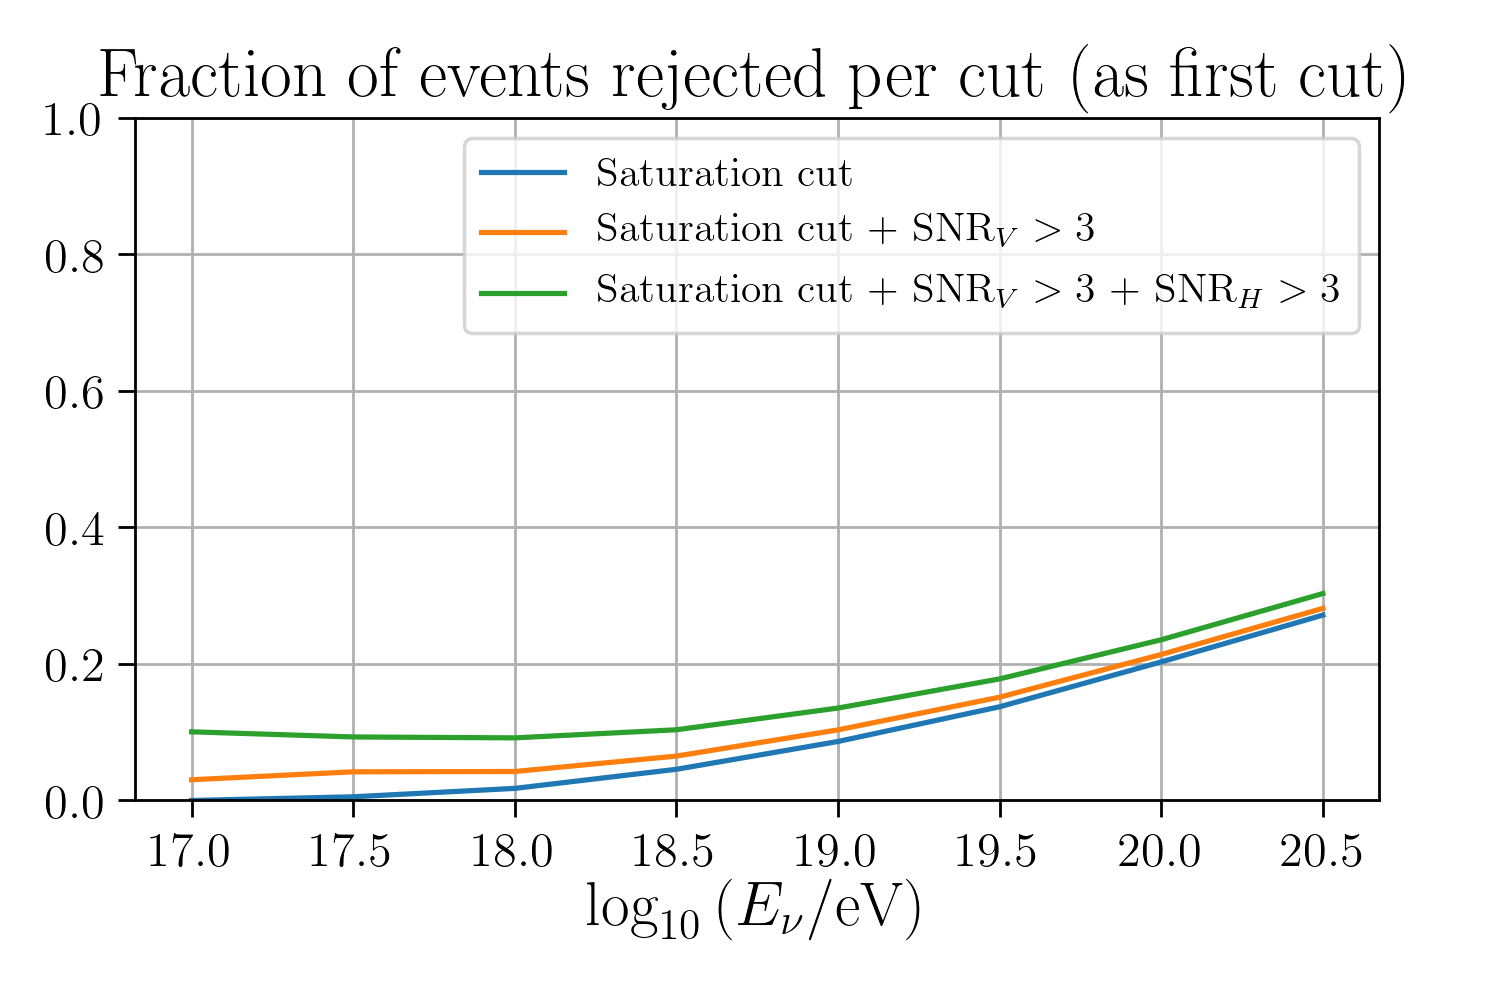 Fraction of events rejected per cut (as first cut)
1.0
0.8
0.6
0.4
0.2
0.0
Saturation cut
Saturation cut + SNR_V > 3
Saturation cut + SNR_V > 3 + SNR_H > 3
17.0 17.5 18.0 18.5 19.0 19.5 20.0 20.5
log₁₀ (E_ν/eV)